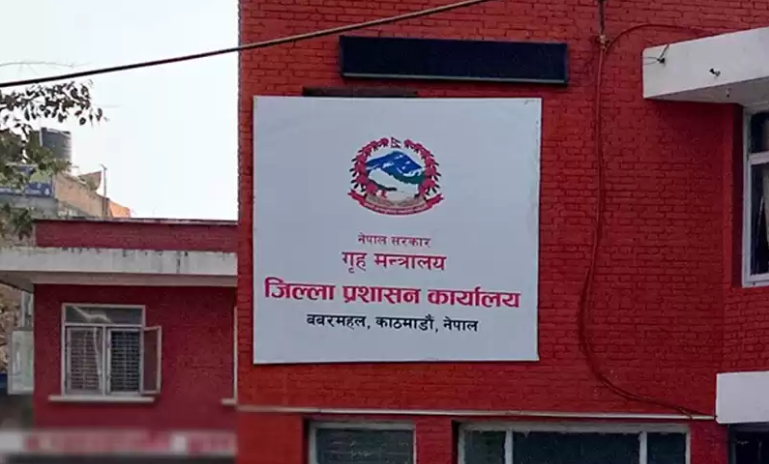 नेपाल सरकार
गृह मन्त्रालय
जिल्ला प्रशासन कार्यालय
बबरमहल, काठमाडौं, नेपाल